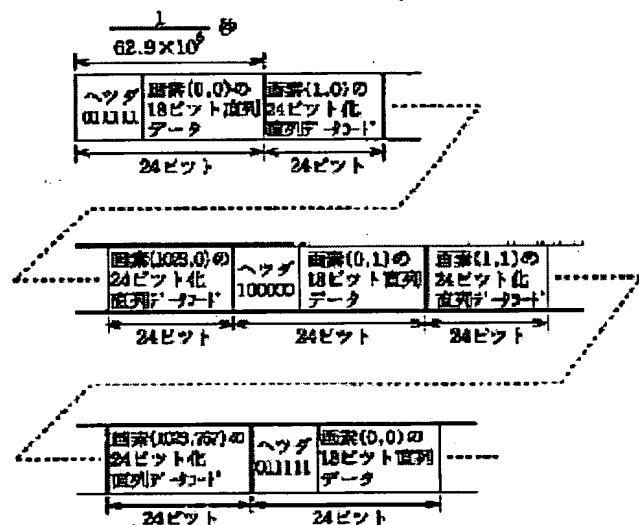 1
62.9×10⁶ 秒
ヘッダ
011111
画素(0,0)の
18ビット直列
データ
画素(1,0)の
24ビット化
直列データコード
24ビット
24ビット
画素(1023,0)の
24ビット化
直列データコード
ヘッダ
100000
画素(0,1)の
18ビット直列
データ
画素(1,1)の
24ビット化
直列データコード
24ビット
24ビット
24ビット
画素(1023,767)の
24ビット化
直列データコード
ヘッダ
011111
画素(0,0)の
18ビット直列
データ
24ビット
24ビット